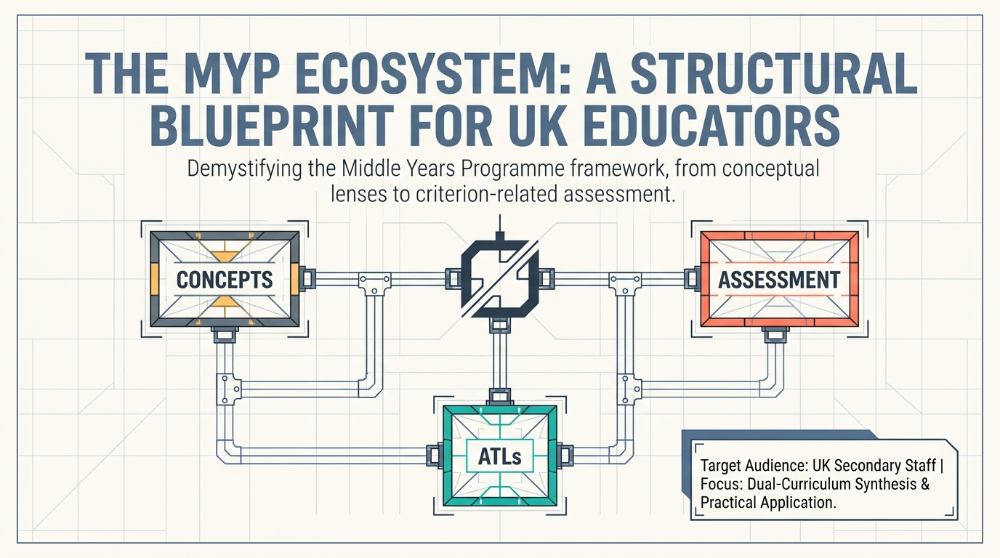 THE MYP ECOSYSTEM: A STRUCTURAL
BLUEPRINT FOR UK EDUCATORS
Demystifying the Middle Years Programme framework, from conceptual
lenses to criterion-related assessment.
CONCEPTS
ASSESSMENT
ATLs
Target Audience: UK Secondary Staff |
Focus: Dual-Curriculum Synthesis &
Practical Application.